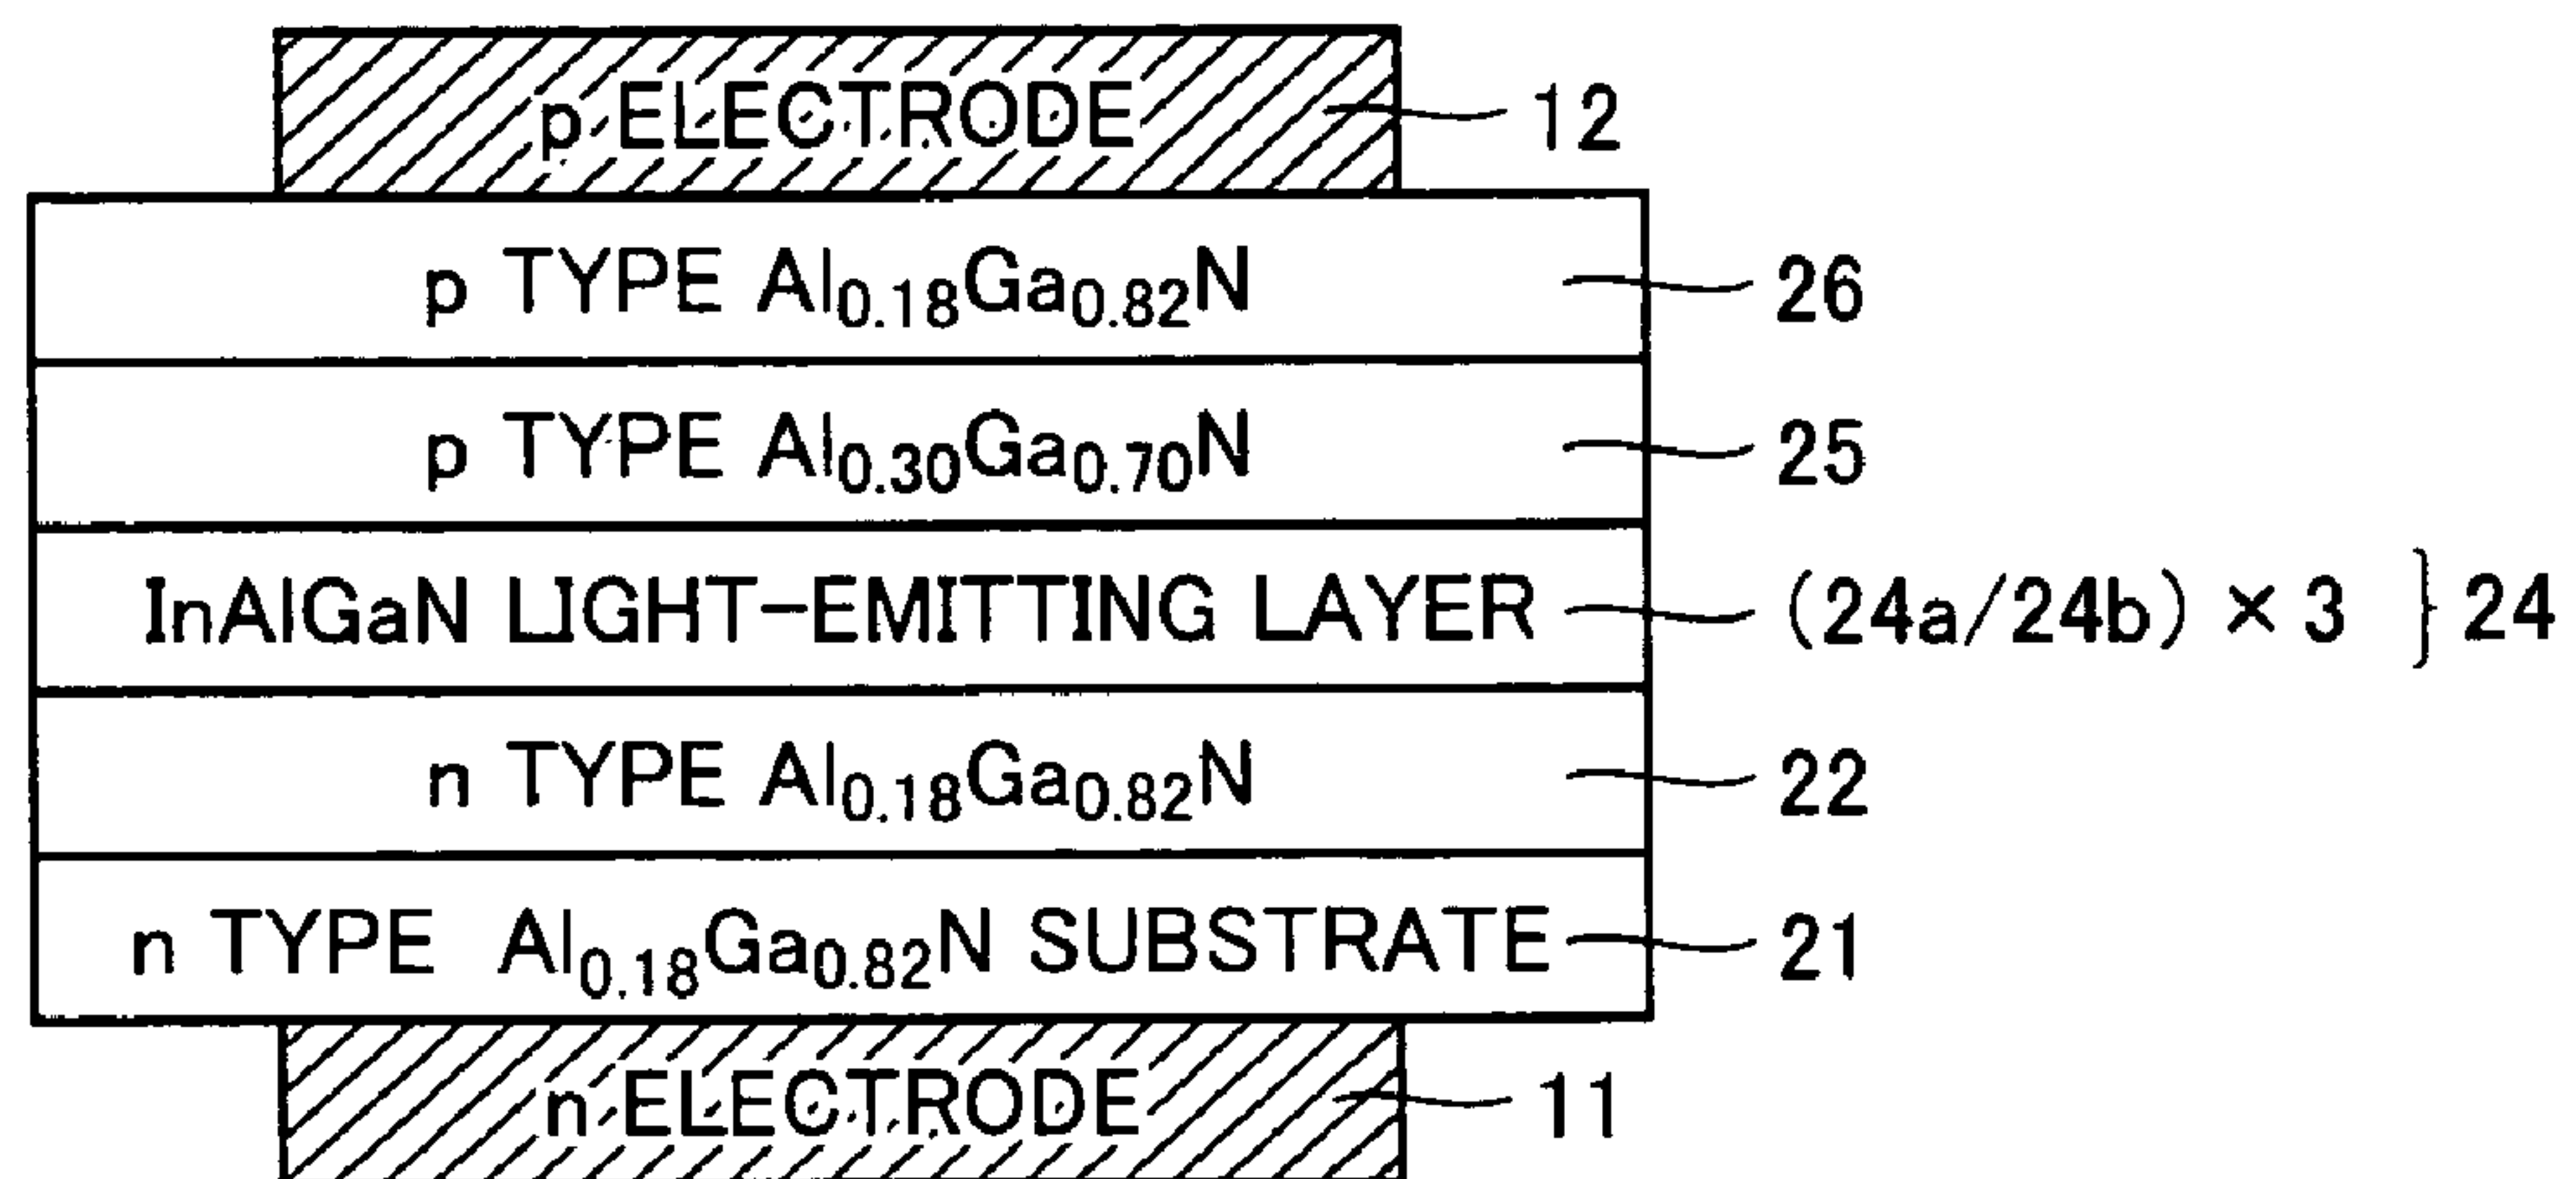 p ELECTRODE 12
p TYPE Al0.18Ga0.82N 26
p TYPE Al0.30Ga0.70N 25
InAlGaN LIGHT-EMITTING LAYER (24a/24b) × 3 } 24
n TYPE Al0.18Ga0.82N 22
n TYPE Al0.18Ga0.82N SUBSTRATE 21
n ELECTRODE 11